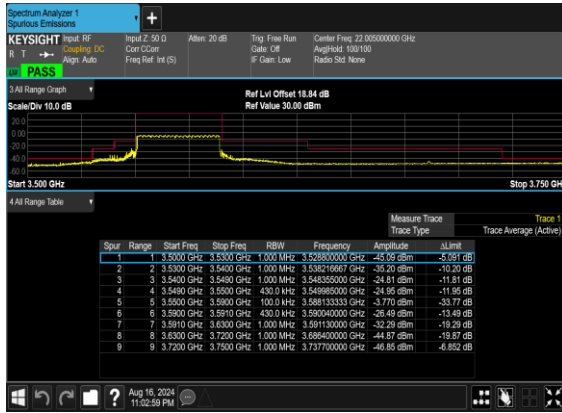 Spectrum Analyzer 1
Spurious Emissions
KEYSIGHT Input: RF Input Z: 50 Ω Atten: 20 dB Trig: Free Run Center Freq: 22.005000000 GHz
R T Coupling: DC Corr CCorr Gate: Off Avg|Hold: 100/100
Align: Auto Freq Ref: Int (S) IF Gain: Low Radio Std: None
PASS
3 All Range Graph
Ref Lvl Offset 18.84 dB
Scale/Div 10.0 dB Ref Value 30.00 dBm
20.0
0.00
-20.0
-40.0
-60.0
Start 3.500 GHz Stop 3.750 GH
4 All Range Table
Measure Trace Trace 1
Trace Type Trace Average (Active)
Spur Range Start Freq Stop Freq RBW Frequency Amplitude ΔLimit
1 1 3.5000 GHz 3.5300 GHz 1.000 MHz 3.528800000 GHz -45.09 dBm -5.091 dB
2 2 3.5300 GHz 3.5400 GHz 1.000 MHz 3.538216667 GHz -35.20 dBm -10.20 dB
3 3 3.5400 GHz 3.5490 GHz 1.000 MHz 3.548355000 GHz -24.81 dBm -11.81 dB
4 4 3.5490 GHz 3.5500 GHz 430.0 kHz 3.549985000 GHz -24.95 dBm -11.95 dB
5 5 3.5500 GHz 3.5900 GHz 100.0 kHz 3.588133333 GHz -3.770 dBm -33.77 dB
6 6 3.5900 GHz 3.5910 GHz 430.0 kHz 3.590040000 GHz -26.49 dBm -13.49 dB
7 7 3.5910 GHz 3.6300 GHz 1.000 MHz 3.591130000 GHz -32.29 dBm -19.29 dB
8 8 3.6300 GHz 3.7200 GHz 1.000 MHz 3.686400000 GHz -44.87 dBm -19.87 dB
9 9 3.7200 GHz 3.7500 GHz 1.000 MHz 3.737700000 GHz -46.85 dBm -6.852 dB
Aug 16, 2024
11:02:59 PM